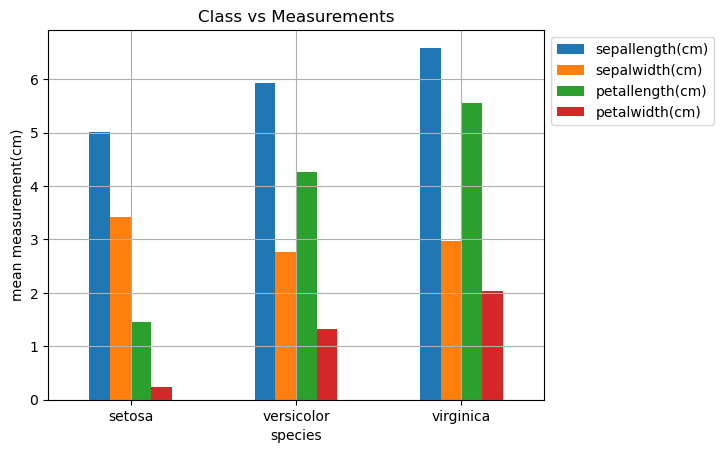 Class vs Measurements
sepallength(cm)
sepalwidth(cm)
petallength(cm)
petalwidth(cm)
mean measurement(cm)
6
5
4
3
2
1
0
setosa
versicolor
virginica
species